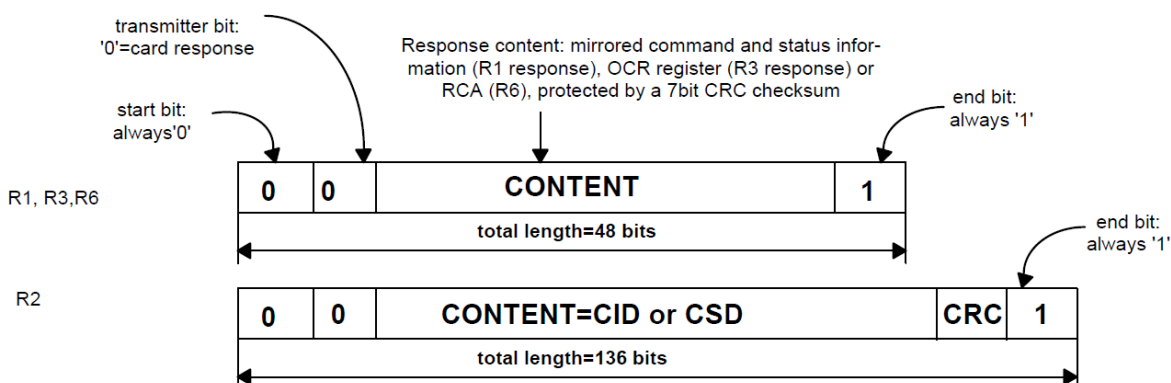 transmitter bit:
'0'=card response
Response content: mirrored command and status infor-
mation (R1 response), OCR register (R3 response) or
RCA (R6), protected by a 7bit CRC checksum
start bit:
always'0'
end bit:
always '1'
R1, R3,R6
0 0 CONTENT 1
total length=48 bits
end bit:
always '1'
R2
0 0 CONTENT=CID or CSD CRC 1
total length=136 bits